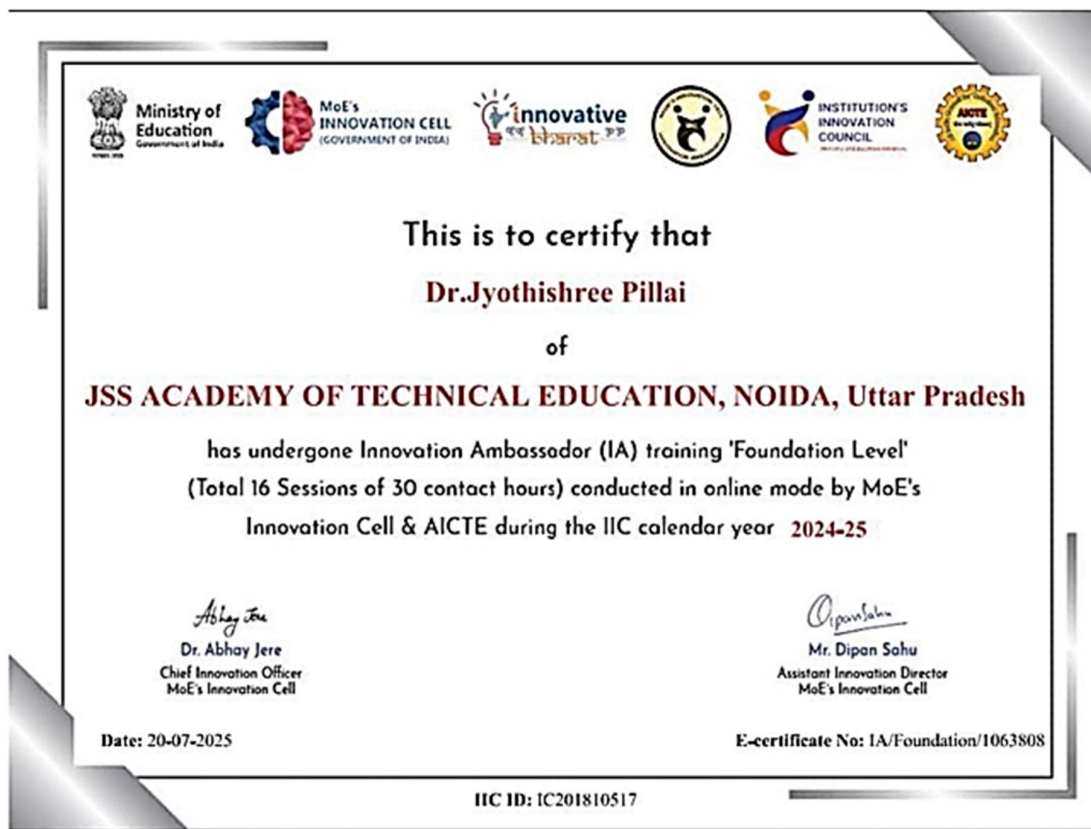 Ministry of
Education
Government of India
MoE's
INNOVATION CELL
(GOVERNMENT OF INDIA)
innovative
bharat
INSTITUTION'S
INNOVATION
COUNCIL
AICTE
This is to certify that
Dr.Jyothishree Pillai
of
JSS ACADEMY OF TECHNICAL EDUCATION, NOIDA, Uttar Pradesh
has undergone Innovation Ambassador (IA) training 'Foundation Level'
(Total 16 Sessions of 30 contact hours) conducted in online mode by MoE's
Innovation Cell & AICTE during the IIC calendar year 2024-25
Abhay Jere
DipanSahu
Dr. Abhay Jere
Mr. Dipan Sahu
Chief Innovation Officer
Assistant Innovation Director
MoE's Innovation Cell
MoE's Innovation Cell
Date: 20-07-2025
E-certificate No: IA/Foundation/1063808
IIC ID: IC201810517